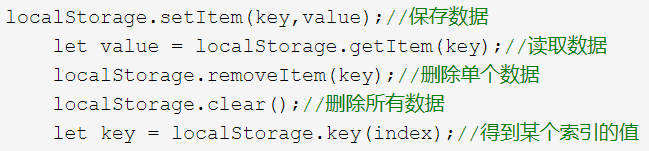 localStorage.setItem(key,value);//保存数据
let value = localStorage.getItem(key);//读取数据
localStorage.removeItem(key);//删除单个数据
localStorage.clear();//删除所有数据
let key = localStorage.key(index);//得到某个索引的值